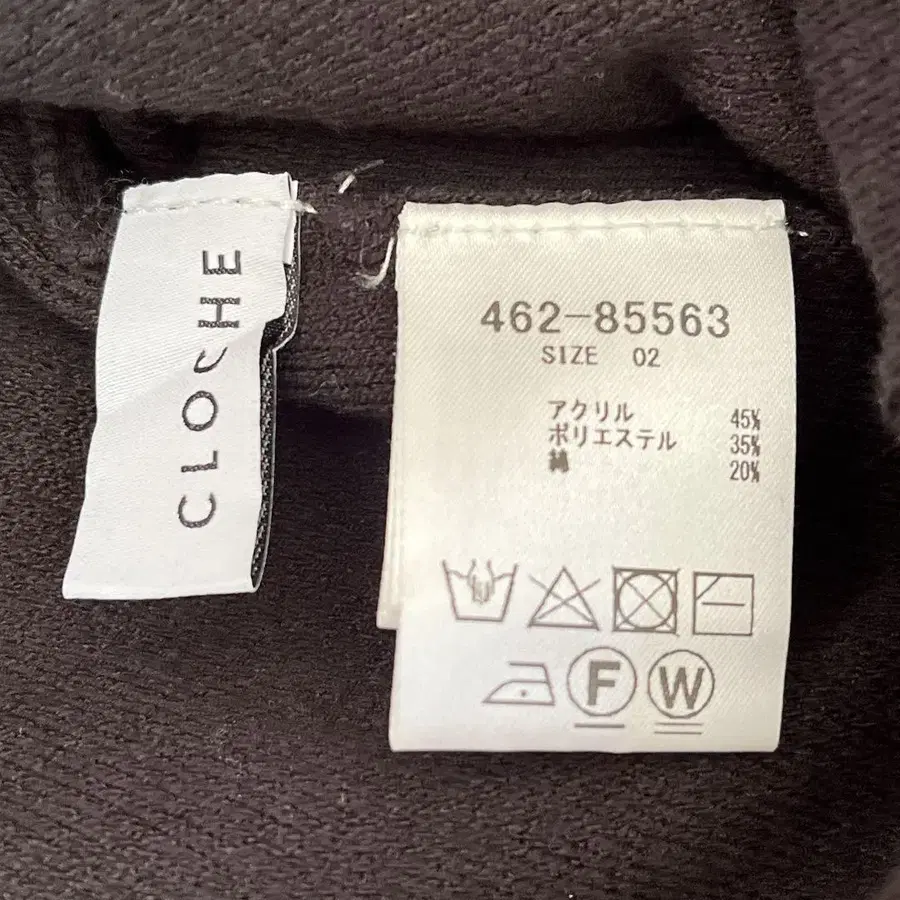 CLOCHE
462-85563
SIZE 02
アクリル 45%
ポリエステル 35%
綿 20%
F
W